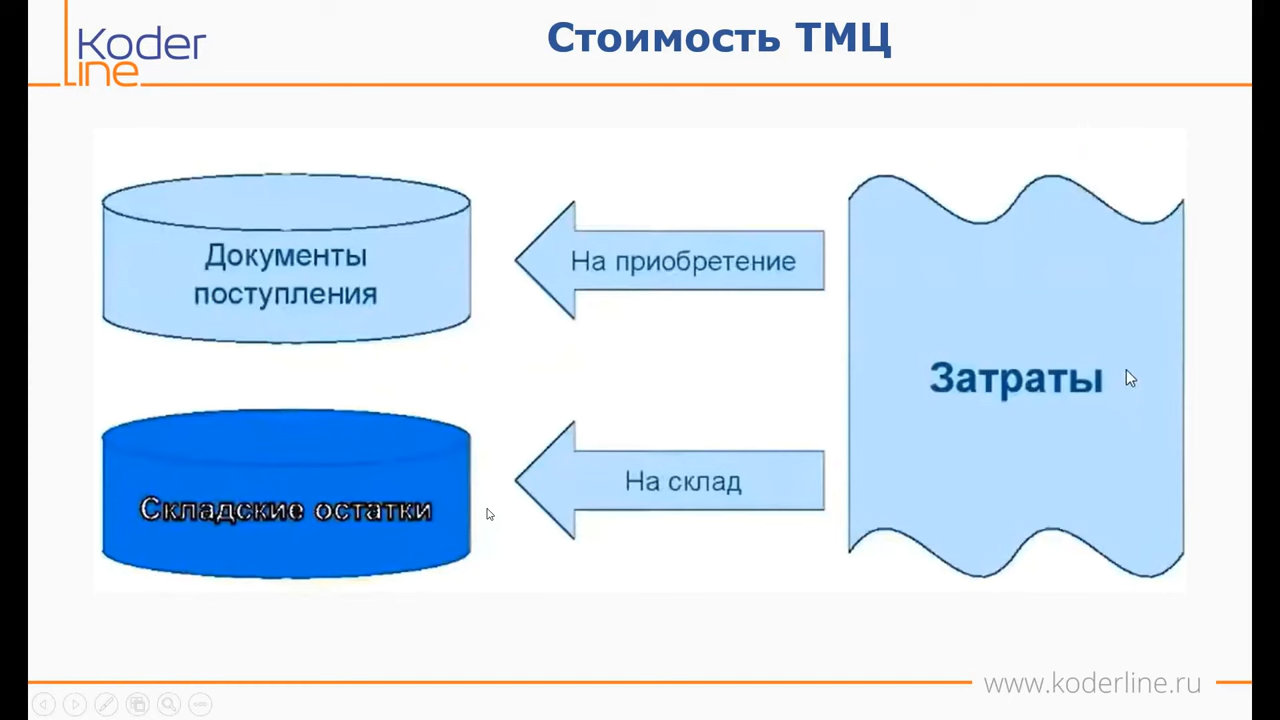 Koder
line
Стоимость ТМЦ
Документы
поступления
На приобретение
Затраты
Складские остатки
На склад
www.koderline.ru